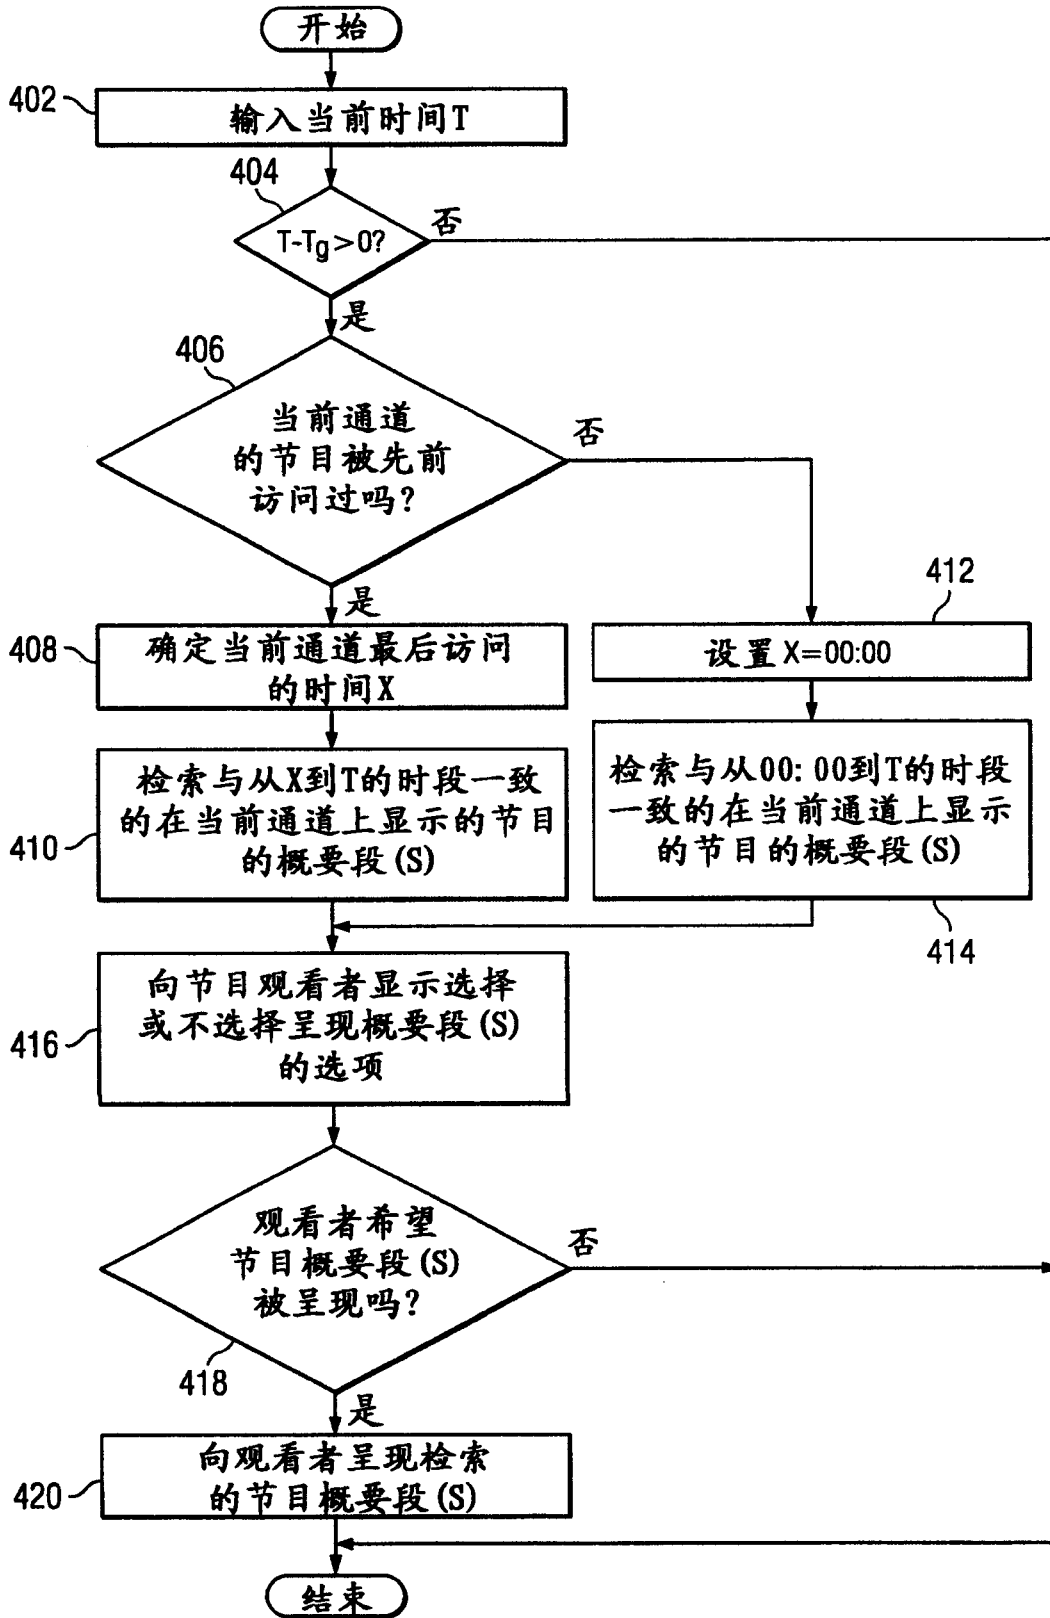 开始
402
输入当前时间T
404
T-Tg>0?
否
是
406
当前通道
的节目被先前
访问过吗?
否
是
412
408
确定当前通道最后访问
的时间X
设置X=00:00
410
检索与从X到T的时段一致
的在当前通道上显示的节目
的概要段(S)
检索与从00:00到T的时段
一致的在当前通道上显示
的节目的概要段(S)
414
416
向节目观看者显示选择
或不选择呈现概要段(S)
的选项
观看者希望
节目概要段(S)
被呈现吗?
否
418
是
420
向观看者呈现检索
的节目概要段(S)
结束